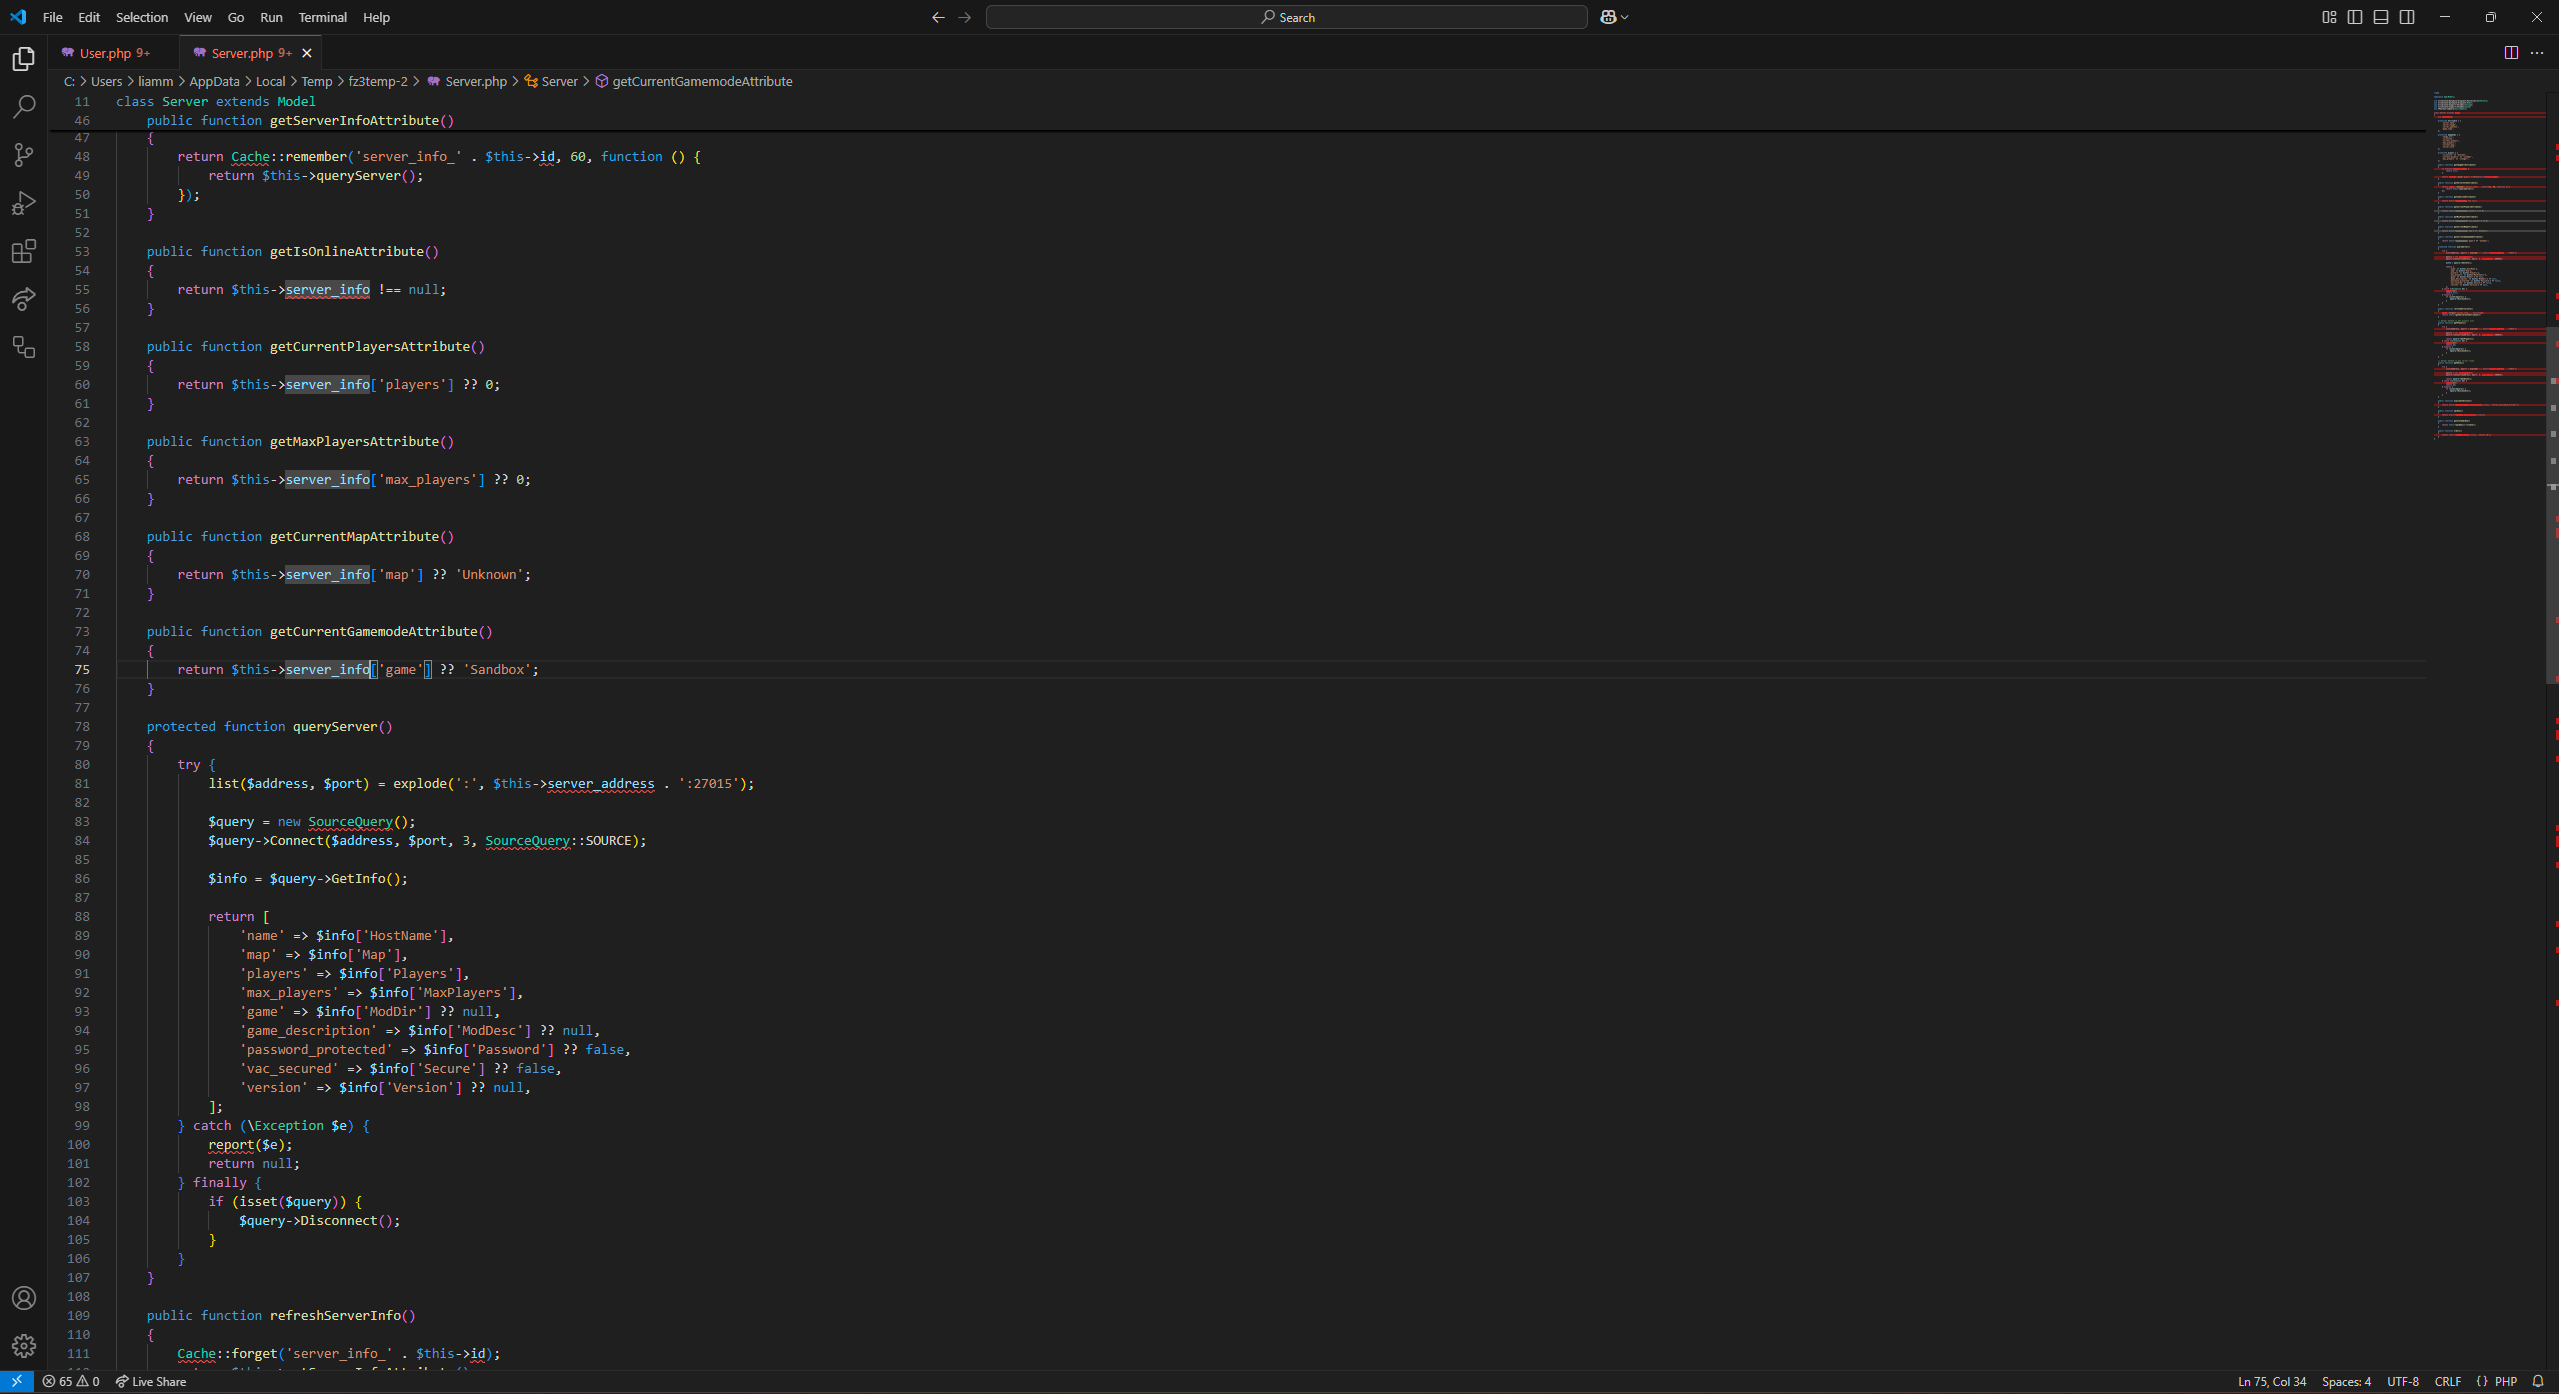 File Edit Selection View Go Run Terminal Help
Search
User.php 9+
Server.php 9+
C: > Users > liamm > AppData > Local > Temp > fz3temp-2 > Server.php > Server > getCurrentGamemodeAttribute
11 class Server extends Model
46     public function getServerInfoAttribute()
47     {
48         return Cache::remember('server_info_' . $this->id, 60, function () {
49             return $this->queryServer();
50         });
51     }
52
53     public function getIsOnlineAttribute()
54     {
55         return $this->server_info !== null;
56     }
57
58     public function getCurrentPlayersAttribute()
59     {
60         return $this->server_info['players'] ?? 0;
61     }
62
63     public function getMaxPlayersAttribute()
64     {
65         return $this->server_info['max_players'] ?? 0;
66     }
67
68     public function getCurrentMapAttribute()
69     {
70         return $this->server_info['map'] ?? 'Unknown';
71     }
72
73     public function getCurrentGamemodeAttribute()
74     {
75         return $this->server_info['game'] ?? 'Sandbox';
76     }
77
78     protected function queryServer()
79     {
80         try {
81             list($address, $port) = explode(':', $this->server_address . ':27015');
82
83             $query = new SourceQuery();
84             $query->Connect($address, $port, 3, SourceQuery::SOURCE);
85
86             $info = $query->GetInfo();
87
88             return [
89                 'name' => $info['HostName'],
90                 'map' => $info['Map'],
91                 'players' => $info['Players'],
92                 'max_players' => $info['MaxPlayers'],
93                 'game' => $info['ModDir'] ?? null,
94                 'game_description' => $info['ModDesc'] ?? null,
95                 'password_protected' => $info['Password'] ?? false,
96                 'vac_secured' => $info['Secure'] ?? false,
97                 'version' => $info['Version'] ?? null,
98             ];
99         } catch (\Exception $e) {
100             report($e);
101             return null;
102         } finally {
103             if (isset($query)) {
104                 $query->Disconnect();
105             }
106         }
107     }
108
109     public function refreshServerInfo()
110     {
111         Cache::forget('server_info_' . $this->id);
65 0 Live Share
Ln 75, Col 34 Spaces: 4 UTF-8 CRLF {} PHP